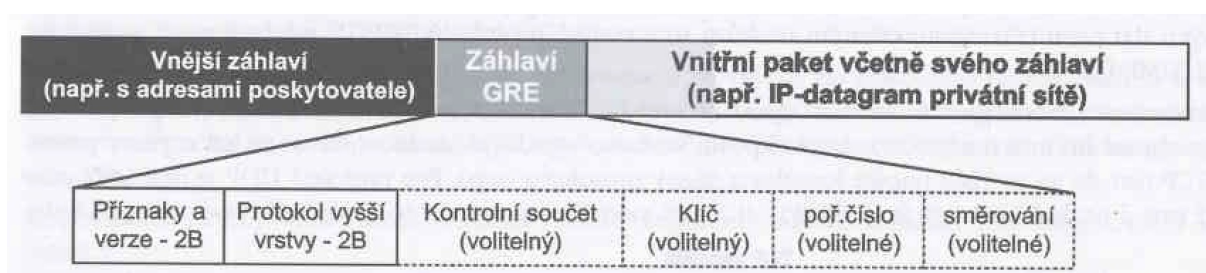 Vnější záhlaví
(např. s adresami poskytovatele)
Záhlaví
GRE
Vnitřní paket včetně svého záhlaví
(např. IP-datagram privátní sítě)
Příznaky a
verze - 2B
Protokol vyšší
vrstvy - 2B
Kontrolní součet
(volitelný)
Klíč
(volitelný)
poř.číslo
(volitelné)
směrování
(volitelné)